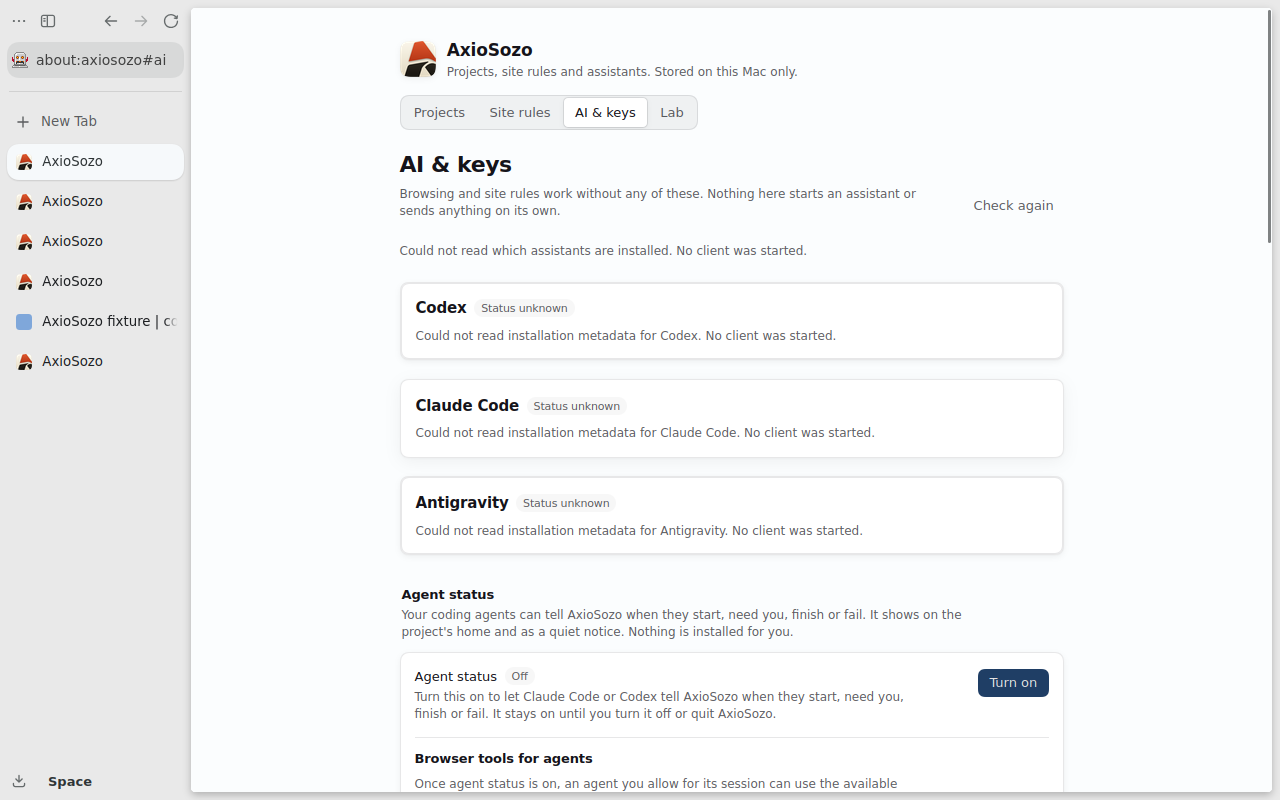 about:axiosozo#ai
New Tab
AxioSozo
AxioSozo
AxioSozo
AxioSozo
AxioSozo fixture |
AxioSozo
Space
AxioSozo
Projects, site rules and assistants. Stored on this Mac only.
Projects
Site rules
AI & keys
Lab
AI & keys
Browsing and site rules work without any of these. Nothing here starts an assistant or
sends anything on its own.
Check again
Could not read which assistants are installed. No client was started.
Codex
Status unknown
Could not read installation metadata for Codex. No client was started.
Claude Code
Status unknown
Could not read installation metadata for Claude Code. No client was started.
Antigravity
Status unknown
Could not read installation metadata for Antigravity. No client was started.
Agent status
Your coding agents can tell AxioSozo when they start, need you, finish or fail. It shows on the
project's home and as a quiet notice. Nothing is installed for you.
Agent status
Off
Turn this on to let Claude Code or Codex tell AxioSozo when they start, need you,
finish or fail. It stays on until you turn it off or quit AxioSozo.
Turn on
Browser tools for agents
Once agent status is on, an agent you allow for its session can use the available